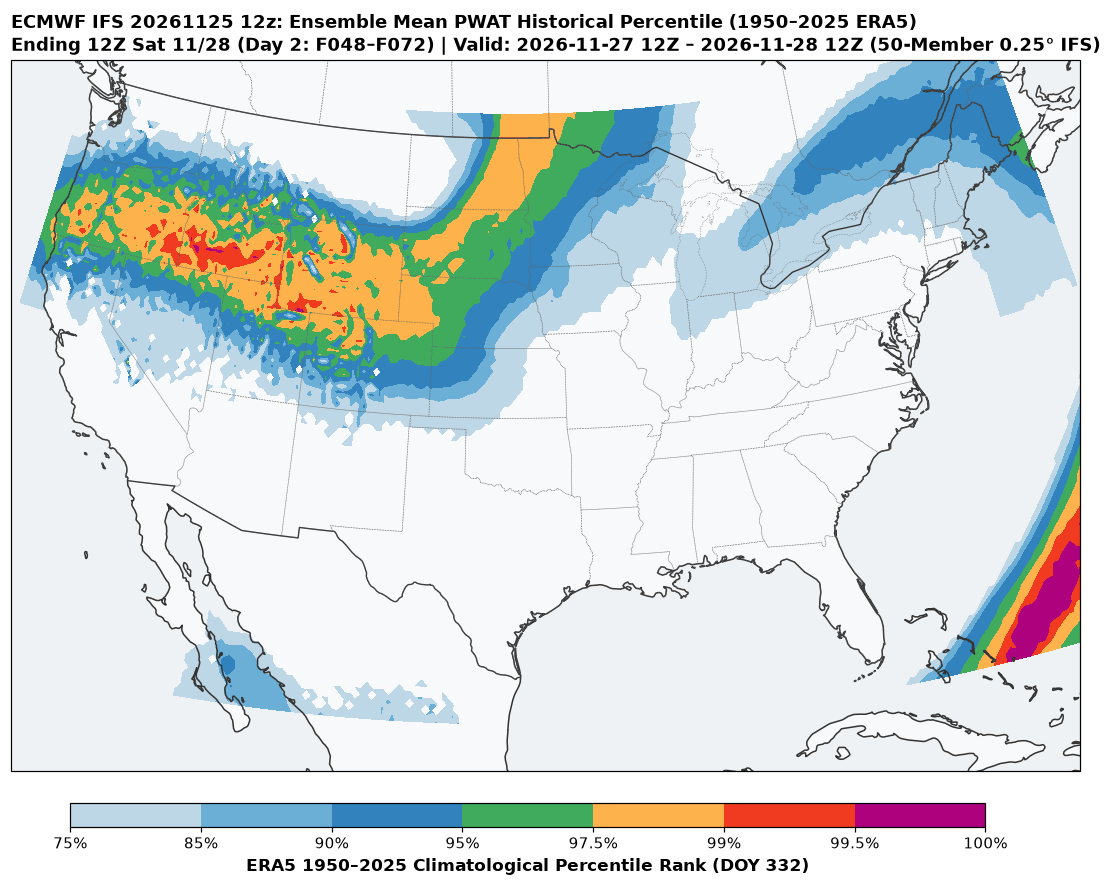 ECMWF IFS 20261125 12z: Ensemble Mean PWAT Historical Percentile (1950–2025 ERA5)
Ending 12Z Sat 11/28 (Day 2: F048–F072) | Valid: 2026-11-27 12Z – 2026-11-28 12Z (50-Member 0.25° IFS)
75% 85% 90% 95% 97.5% 99% 99.5% 100%
ERA5 1950–2025 Climatological Percentile Rank (DOY 332)